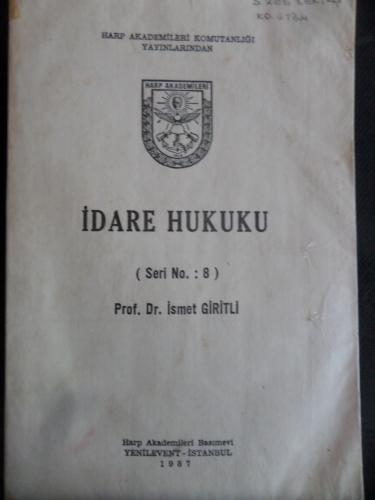 HARP AKADEMİLERİ KOMUTANLIĞI
YAYINLARINDAN
HARP AKADEMİLERİ
İDARE HUKUKU
( Seri No. : 8 )
Prof. Dr. İsmet GİRİTLİ
Harp Akademileri Basımevi
YENİLEVENT - İSTANBUL
1987